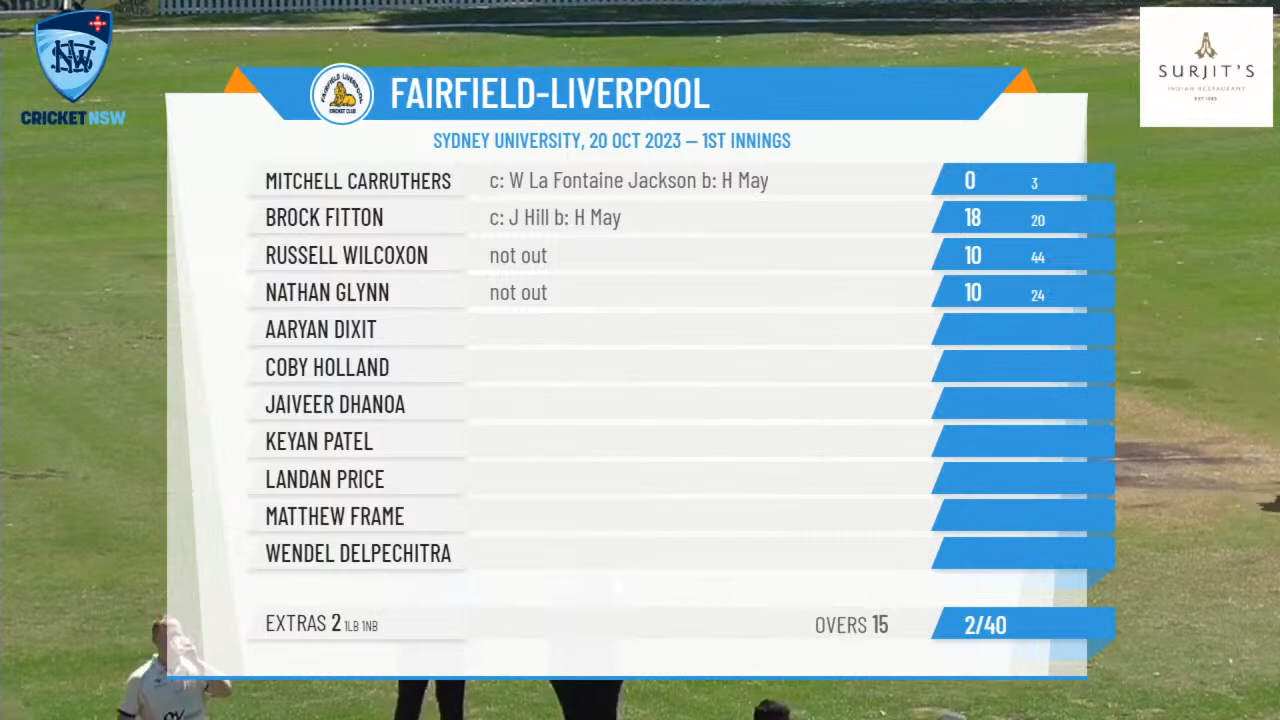 CRICKET NSW
SURJIT'S
INDIAN RESTAURANT
FAIRFIELD-LIVERPOOL
SYDNEY UNIVERSITY, 20 OCT 2023 – 1ST INNINGS
MITCHELL CARRUTHERS c: W La Fontaine Jackson b: H May 0 3
BROCK FITTON c: J Hill b: H May 18 20
RUSSELL WILCOXON not out 10 44
NATHAN GLYNN not out 10 24
AARYAN DIXIT
COBY HOLLAND
JAIVEER DHANOA
KEYAN PATEL
LANDAN PRICE
MATTHEW FRAME
WENDEL DELPECHITRA
EXTRAS 2 1LB 1NB OVERS 15 2/40